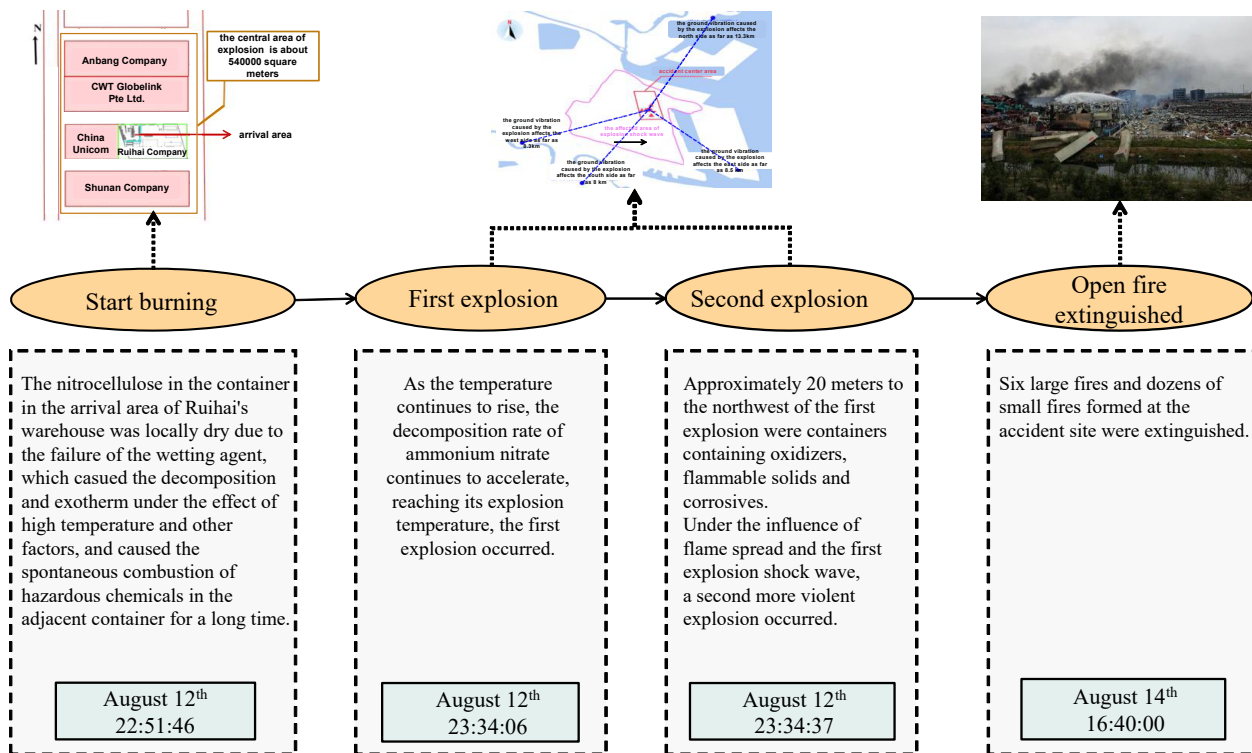 N
the central area of
explosion is about
540000 square
meters
Anbang Company
CWT Globelink
Pte Ltd.
China
Unicom
Ruihai Company
arrival area
Shunan Company
N
the ground vibration caused
by the explosion affects the
north side as far as 13.3km
accident center area
the ground vibration
caused by the
explosion affects the
west side as far as
the affected area of
explosion shock wave
the ground vibration
caused by the explosion
affects the south side as far
as 8 km
the ground vibration
caused by the explosion
affects the east side as far
as 8.5 km
Start burning
First explosion
Second explosion
Open fire
extinguished
The nitrocellulose in the container
in the arrival area of Ruihai's
warehouse was locally dry due to
the failure of the wetting agent,
which casued the decomposition
and exotherm under the effect of
high temperature and other
factors, and caused the
spontaneous combustion of
hazardous chemicals in the
adjacent container for a long time.
August 12th
22:51:46
As the temperature
continues to rise, the
decomposition rate of
ammonium nitrate
continues to accelerate,
reaching its explosion
temperature, the first
explosion occurred.
August 12th
23:34:06
Approximately 20 meters to
the northwest of the first
explosion were containers
containing oxidizers,
flammable solids and
corrosives.
Under the influence of
flame spread and the first
explosion shock wave,
a second more violent
explosion occurred.
August 12th
23:34:37
Six large fires and dozens of
small fires formed at the
accident site were extinguished.
August 14th
16:40:00